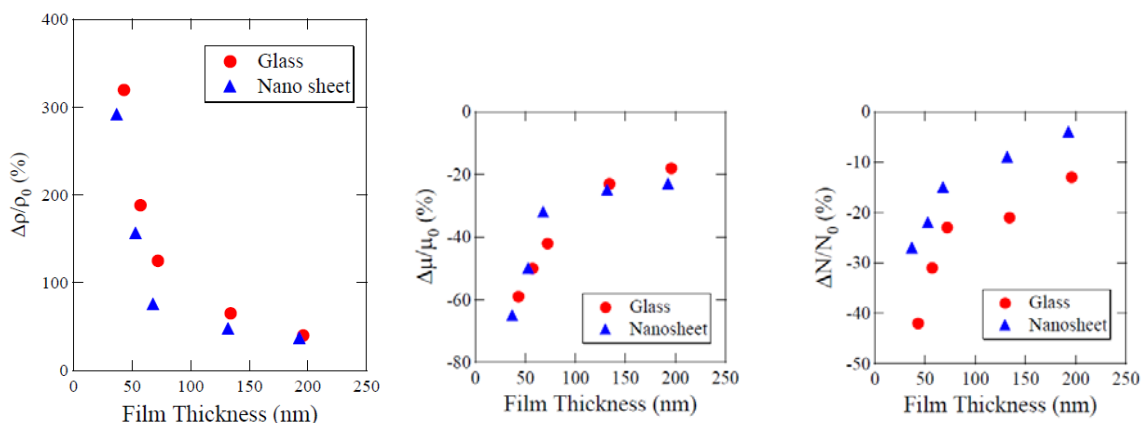 Δρ/ρ0 (%)
400
300
200
100
0
0 50 100 150 200 250
Film Thickness (nm)
Glass
Nano sheet
Δμ/μ0 (%)
0
-20
-40
-60
-80
0 50 100 150 200 250
Film Thickness (nm)
Glass
Nanosheet
ΔN/N0 (%)
0
-10
-20
-30
-40
-50
0 50 100 150 200 250
Film Thickness (nm)
Glass
Nanosheet